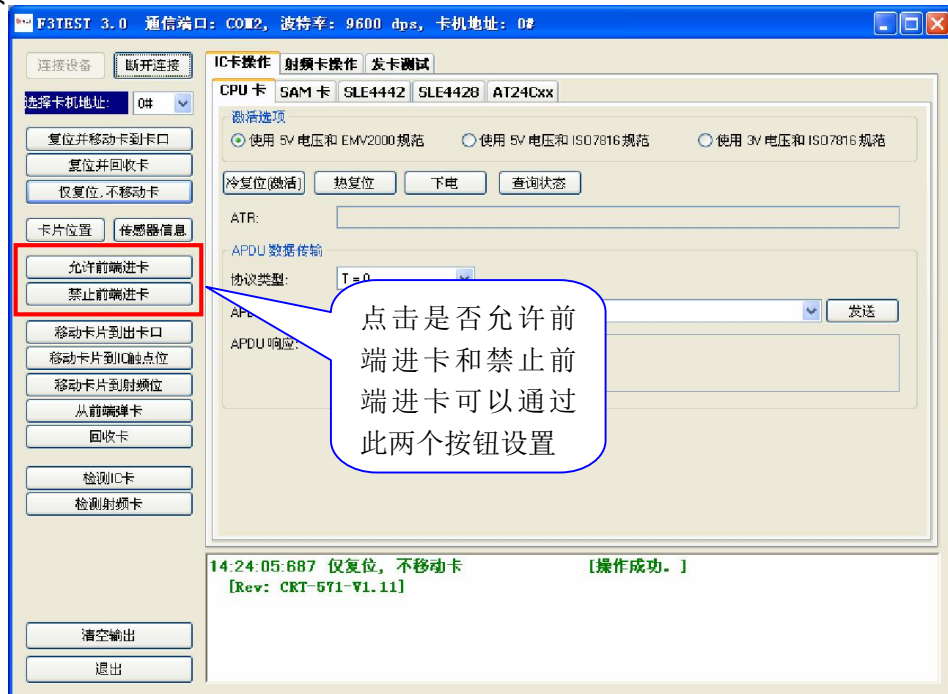 F3TEST 3.0 通信端口: COM2, 波特率: 9600 dps, 卡机地址: 0#
连接设备 断开连接
选择卡机地址: 0#
复位并移动卡到卡口
复位并回收卡
仅复位,不移动卡
卡片位置 传感器信息
允许前端进卡
禁止前端进卡
移动卡片到出卡口
移动卡片到IC触点位
移动卡片到射频位
从前端弹卡
回收卡
检测IC卡
检测射频卡
清空输出
退出
IC卡操作 射频卡操作 发卡测试
CPU 卡 SAM 卡 SLE4442 SLE4428 AT24Cxx
激活选项
使用 5V 电压和 EMV2000 规范 使用 5V 电压和 ISO7816 规范 使用 3V 电压和 ISO7816 规范
冷复位(激活) 热复位 下电 查询状态
ATR:
APDU 数据传输
协议类型: T = 0
发送
APDU 响应:
点击是否允许前
端进卡和禁止前
端进卡可以通过
此两个按钮设置
14:24:05:687 仅复位, 不移动卡 [操作成功。]
[Rev: CRT-571-V1.11]